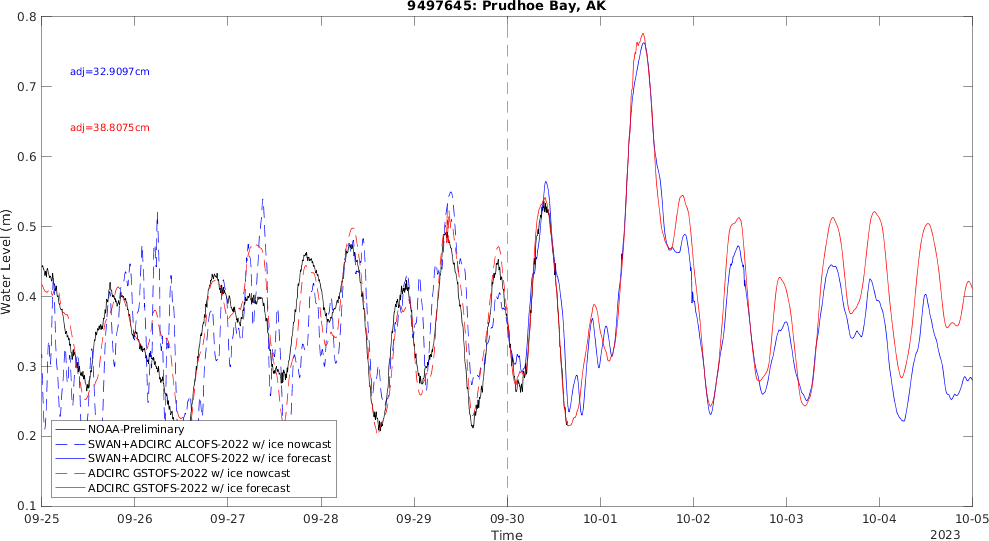 9497645: Prudhoe Bay, AK
0.8
adj=32.9097cm
0.7
adj=38.8075cm
0.6
0.5
Water Level (m)
0.4
0.3
0.2
0.1
NOAA-Preliminary
SWAN+ADCIRC ALCOFS-2022 w/ ice nowcast
SWAN+ADCIRC ALCOFS-2022 w/ ice forecast
ADCIRC GSTOFS-2022 w/ ice nowcast
ADCIRC GSTOFS-2022 w/ ice forecast
09-25 09-26 09-27 09-28 09-29 09-30 10-01 10-02 10-03 10-04 10-05
Time
2023